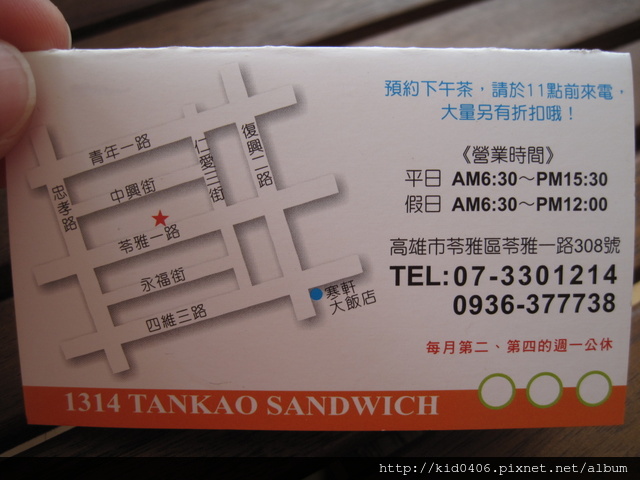 預約下午茶，請於11點前來電，
大量另有折扣哦！
《營業時間》
平日 AM6:30～PM15:30
假日 AM6:30～PM12:00
高雄市苓雅區苓雅一路308號
TEL:07-3301214
0936-377738
每月第二、第四的週一公休
青年一路
中興街
苓雅一路
永福街
四維三路
忠孝路
仁愛三街
復興二路
寒軒
大飯店
1314 TANKAO SANDWICH
http://kid0406.pixnet.net/album